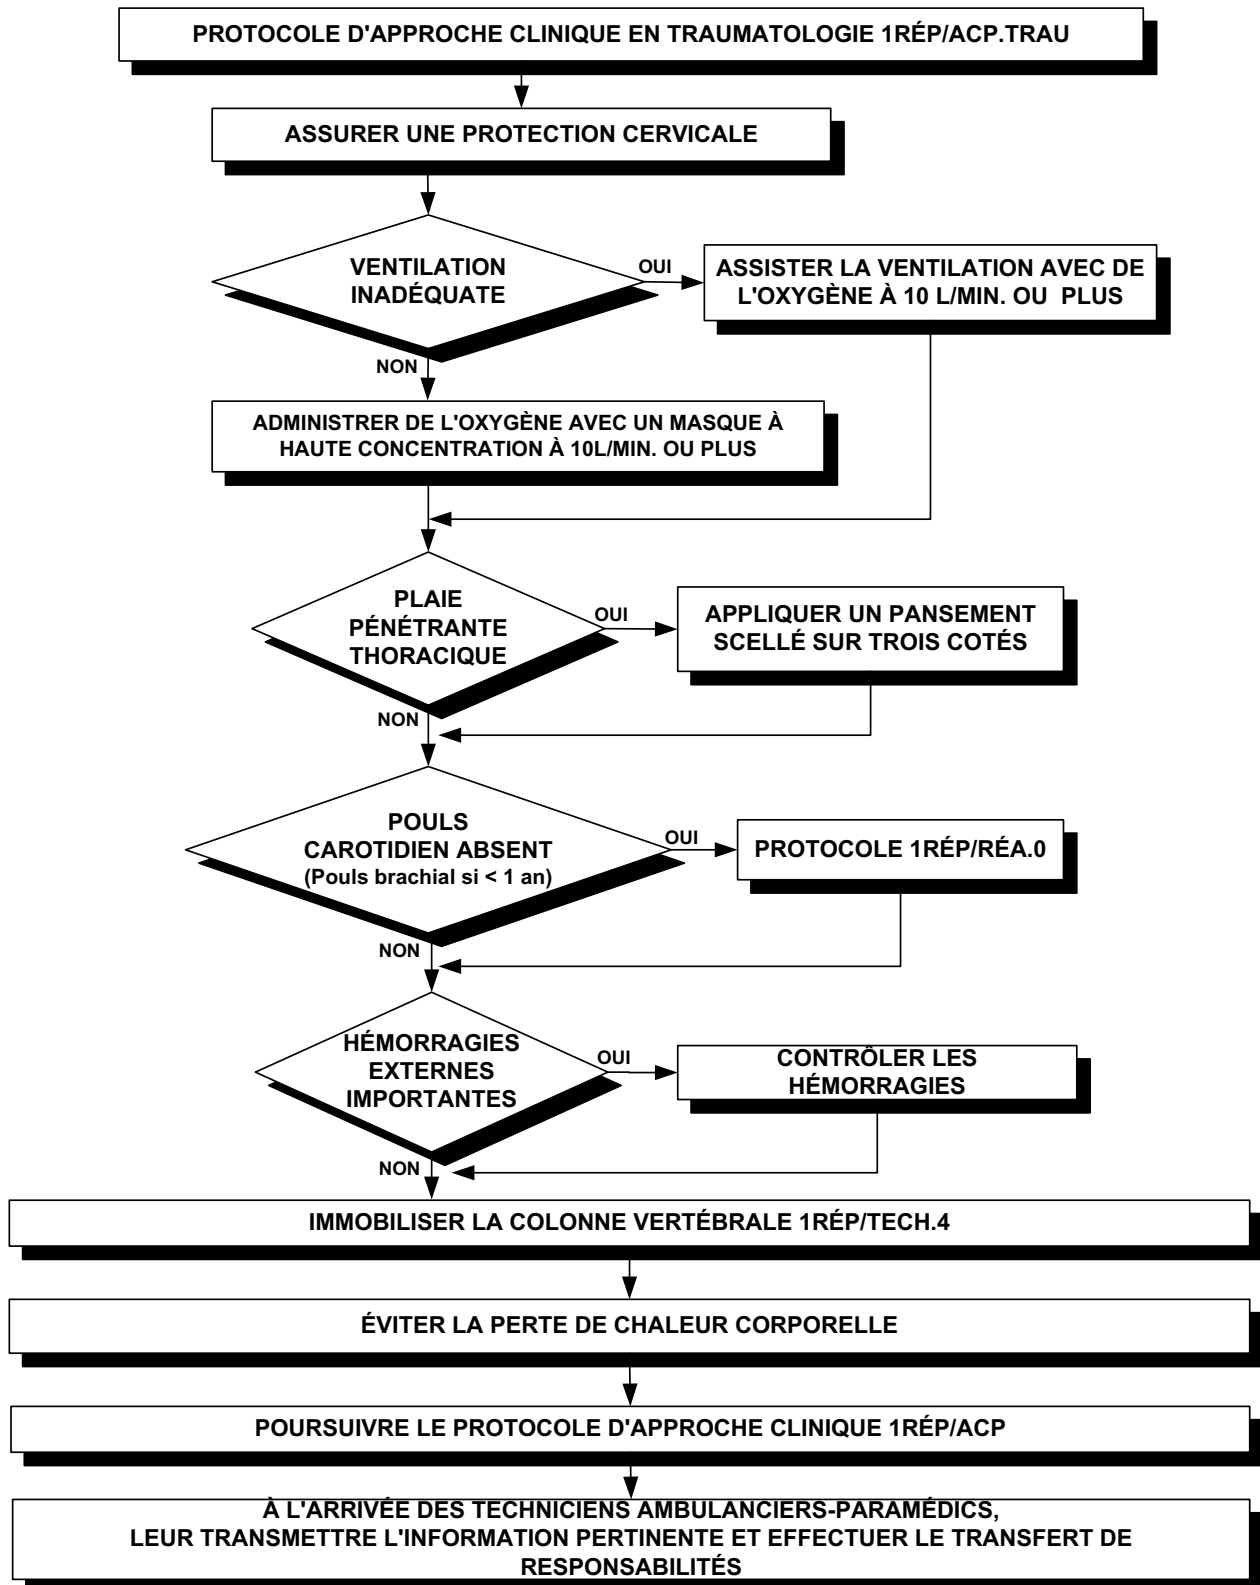 PROTOCOLE D'APPROCHE CLINIQUE EN TRAUMATOLOGIE 1RÉP/ACP.TRAU
ASSURER UNE PROTECTION CERVICALE
VENTILATION
INADÉQUATE
OUI
ASSISTER LA VENTILATION AVEC DE
L'OXYGÈNE À 10 L/MIN. OU PLUS
NON
ADMINISTRER DE L'OXYGÈNE AVEC UN MASQUE À
HAUTE CONCENTRATION À 10L/MIN. OU PLUS
PLAIE
PÉNÉTRANTE
THORACIQUE
OUI
APPLIQUER UN PANSEMENT
SCELLÉ SUR TROIS COTÉS
NON
POULS
CAROTIDIEN ABSENT
(Pouls brachial si < 1 an)
OUI
PROTOCOLE 1RÉP/RÉA.0
NON
HÉMORRAGIES
EXTERNES
IMPORTANTES
OUI
CONTRÔLER LES
HÉMORRAGIES
NON
IMMOBILISER LA COLONNE VERTÉBRALE 1RÉP/TECH.4
ÉVITER LA PERTE DE CHALEUR CORPORELLE
POURSUIVRE LE PROTOCOLE D'APPROCHE CLINIQUE 1RÉP/ACP
À L'ARRIVÉE DES TECHNICIENS AMBULANCIERS-PARAMÉDICS,
LEUR TRANSMETTRE L'INFORMATION PERTINENTE ET EFFECTUER LE TRANSFERT DE
RESPONSABILITÉS